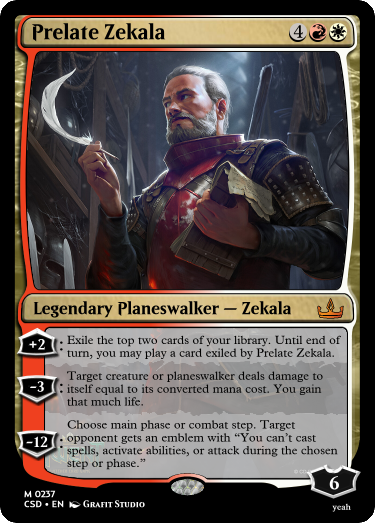 Prelate Zekala 4
Legendary Planeswalker — Zekala
+2: Exile the top two cards of your library. Until end of
turn, you may play a card exiled by Prelate Zekala.
-3: Target creature or planeswalker deals damage to
itself equal to its converted mana cost. You gain
that much life.
-12: Choose main phase or combat step. Target
opponent gets an emblem with “You can’t cast
spells, activate abilities, or attack during the
chosen step or phase.”
6
M 0237
CSD • EN Grafit Studio
yeah